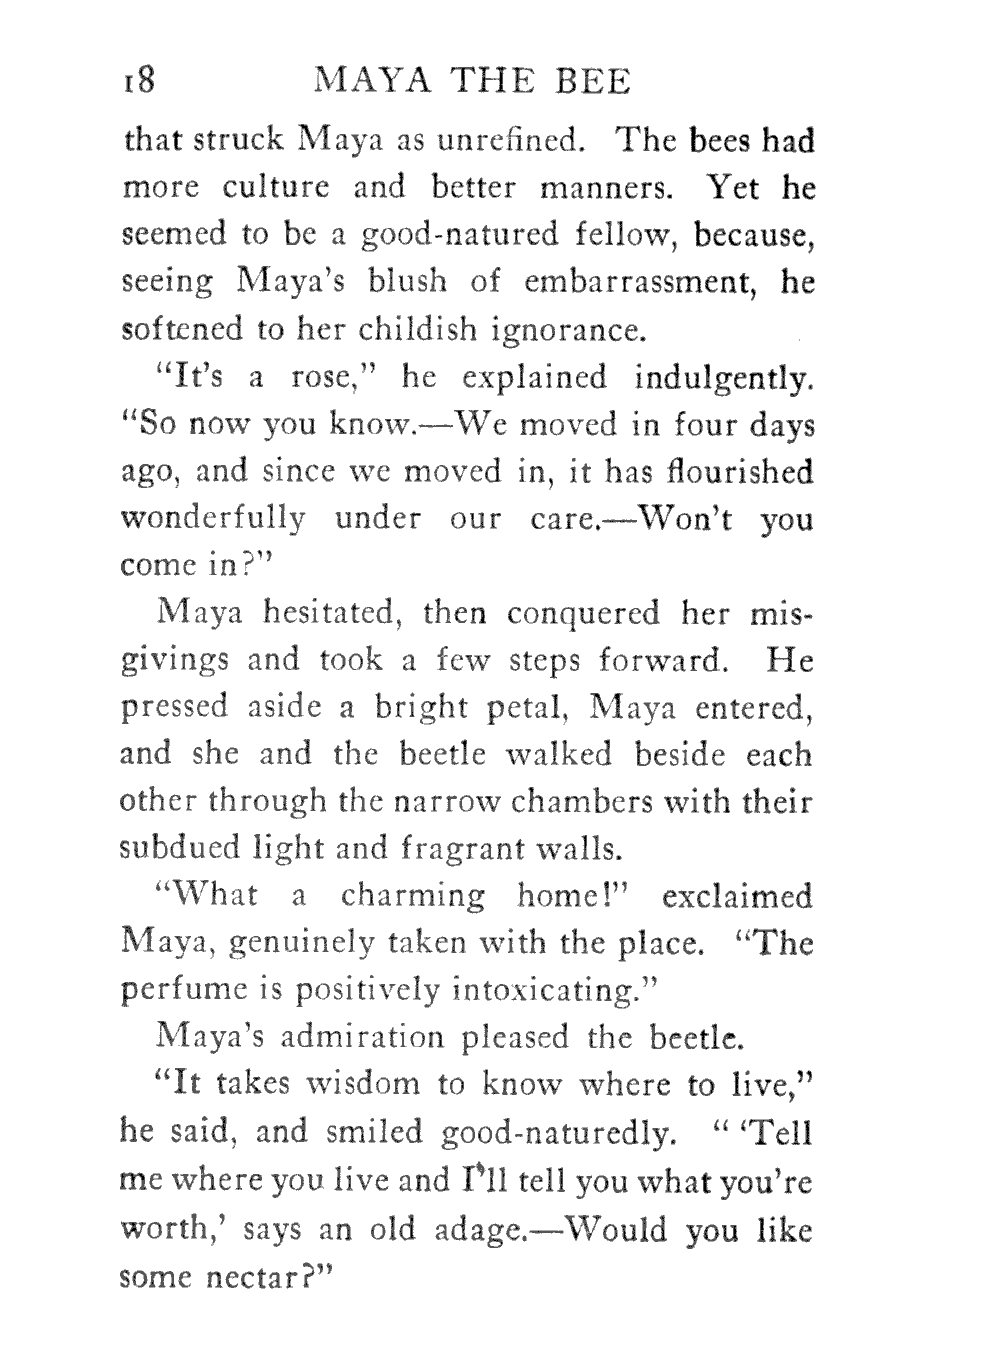 18 MAYA THE BEE
that struck Maya as unrefined. The bees had
more culture and better manners. Yet he
seemed to be a good-natured fellow, because,
seeing Maya's blush of embarrassment, he
softened to her childish ignorance.
“It's a rose,” he explained indulgently.
“So now you know.—We moved in four days
ago, and since we moved in, it has flourished
wonderfully under our care.—Won't you
come in?”
Maya hesitated, then conquered her mis-
givings and took a few steps forward. He
pressed aside a bright petal, Maya entered,
and she and the beetle walked beside each
other through the narrow chambers with their
subdued light and fragrant walls.
“What a charming home!” exclaimed
Maya, genuinely taken with the place. “The
perfume is positively intoxicating.”
Maya's admiration pleased the beetle.
“It takes wisdom to know where to live,”
he said, and smiled good-naturedly. “ ‘Tell
me where you live and I'll tell you what you're
worth,’ says an old adage.—Would you like
some nectar?”